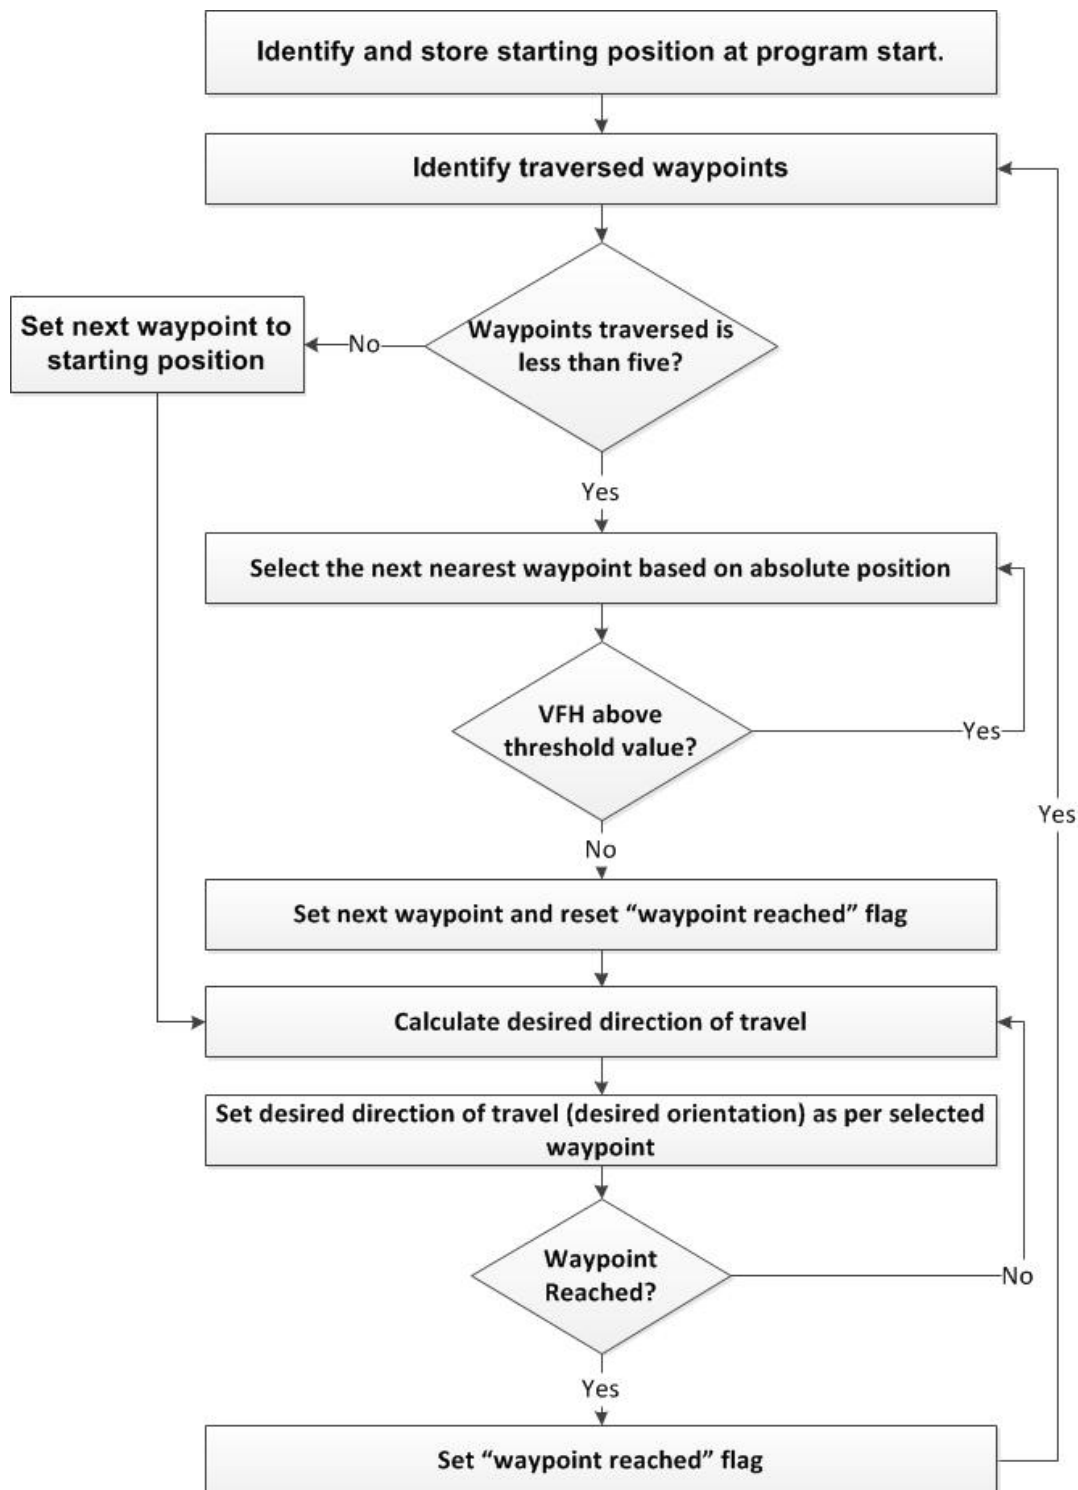 Identify and store starting position at program start.
Identify traversed waypoints
Waypoints traversed is
less than five?
No
Set next waypoint to
starting position
Yes
Select the next nearest waypoint based on absolute position
VFH above
threshold value?
Yes
Yes
No
Set next waypoint and reset “waypoint reached” flag
Calculate desired direction of travel
Set desired direction of travel (desired orientation) as per selected
waypoint
Waypoint
Reached?
No
Yes
Set “waypoint reached” flag